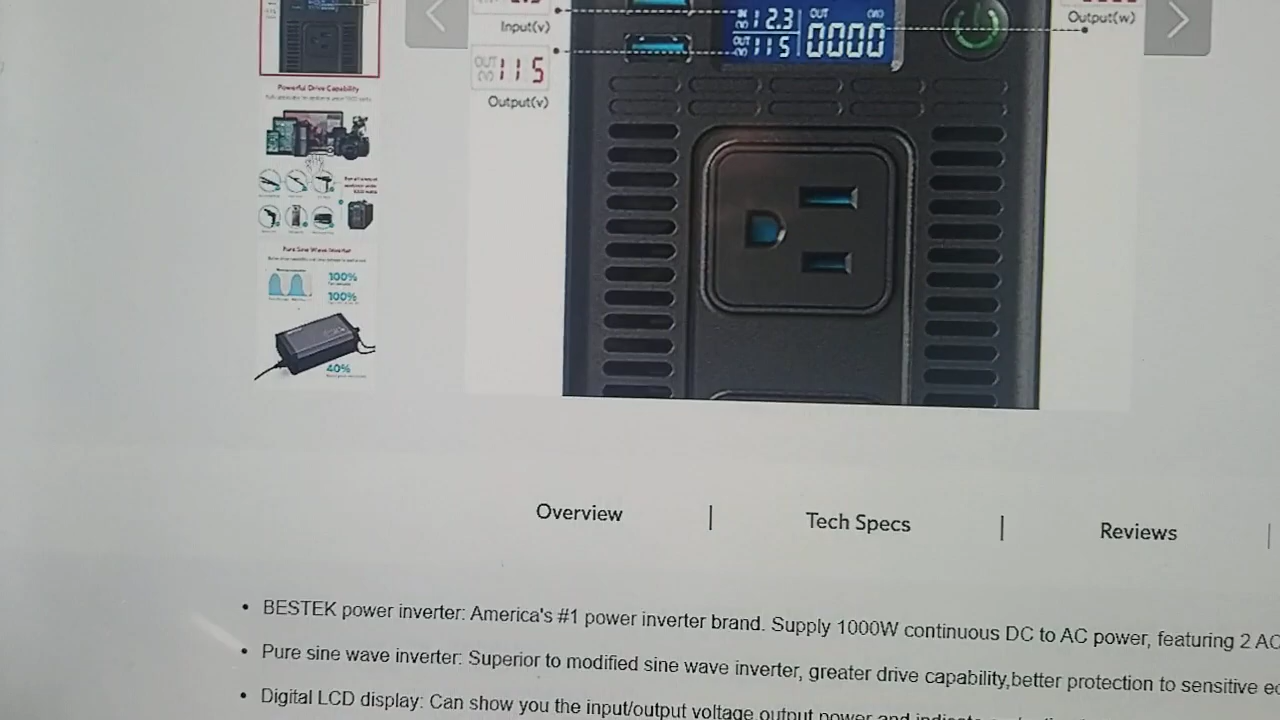 Input(v)
IN
12.3
OUT
OUT
115
0000
Output(w)
OUT
115
Output(v)
Powerful Drive Capability
Pure Sine Wave Inverter
100%
100%
40%
Overview | Tech Specs | Reviews |
• BESTEK power inverter: America's #1 power inverter brand. Supply 1000W continuous DC to AC power, featuring 2 AC
• Pure sine wave inverter: Superior to modified sine wave inverter, greater drive capability,better protection to sensitive
• Digital LCD display: Can show you the input/output voltage output power and